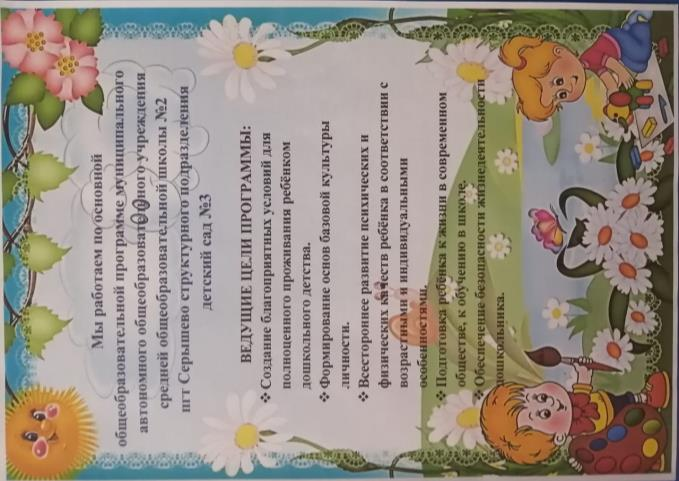 Мы работаем по основной
общеобразовательной программе муниципального
автономного общеобразовательного учреждения
средней общеобразовательной школы №2
пгт Серышево структурного подразделения
детский сад №3
ВЕДУЩИЕ ЦЕЛИ ПРОГРАММЫ:
❖ Создание благоприятных условий для
полноценного проживания ребёнком
дошкольного детства.
❖ Формирование основ базовой культуры
личности.
❖ Всестороннее развитие психических и
физических качеств ребёнка в соответствии с
возрастными и индивидуальными
особенностями.
❖ Подготовка ребёнка к жизни в современном
обществе, к обучению в школе.
❖ Обеспечение безопасности жизнедеятельности
дошкольника.